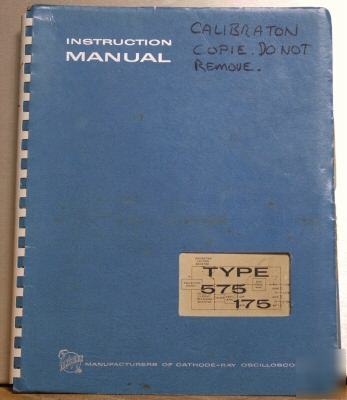 INSTRUCTION
MANUAL
CALIBRATON
COPIE. DO NOT
REMOVE.
TYPE
575
175
MANUFACTURERS OF CATHODE-RAY OSCILLOSCO